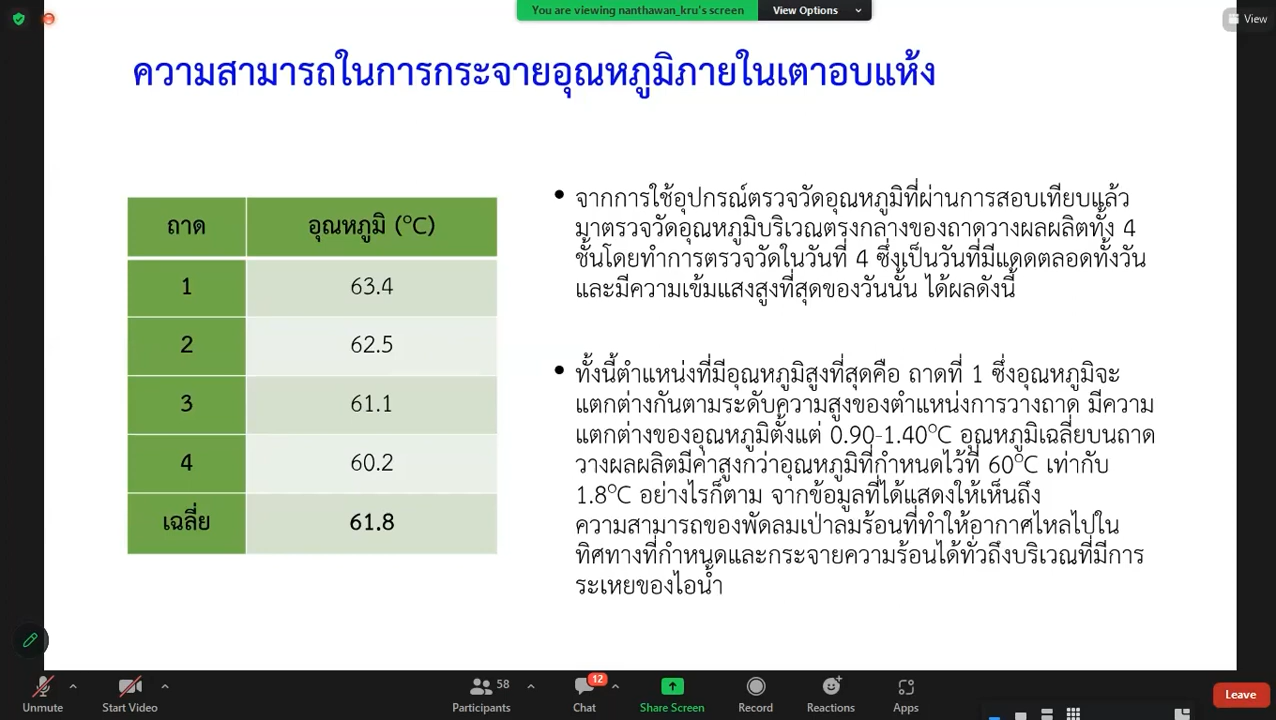 You are viewing nanthawan_kru's screen
View Options
View
ความสามารถในการกระจายอุณหภูมิภายในเตาอบแห้ง
ถาด อุณหภูมิ (°C)
1 63.4
2 62.5
3 61.1
4 60.2
เฉลี่ย 61.8
• จากการใช้อุปกรณ์ตรวจวัดอุณหภูมิที่ผ่านการสอบเทียบแล้ว
มาตรวจวัดอุณหภูมิบริเวณตรงกลางของถาดวางผลผลิตทั้ง 4
ชั้นโดยทำการตรวจวัดในวันที่ 4 ซึ่งเป็นวันที่มีแดดตลอดทั้งวัน
และมีความเข้มแสงสูงที่สุดของวันนั้น ได้ผลดังนี้
• ทั้งนี้ตำแหน่งที่มีอุณหภูมิสูงที่สุดคือ ถาดที่ 1 ซึ่งอุณหภูมิจะ
แตกต่างกันตามระดับความสูงของตำแหน่งการวางถาด มีความ
แตกต่างของอุณหภูมิตั้งแต่ 0.90-1.40°C อุณหภูมิเฉลี่ยบนถาด
วางผลผลิตมีค่าสูงกว่าอุณหภูมิที่กำหนดไว้ที่ 60°C เท่ากับ
1.8°C อย่างไรก็ตาม จากข้อมูลที่ได้แสดงให้เห็นถึง
ความสามารถของพัดลมเป่าลมร้อนที่ทำให้อากาศไหลไปใน
ทิศทางที่กำหนดและกระจายความร้อนได้ทั่วถึงบริเวณที่มีการ
ระเหยของไอน้ำ
58
12
Unmute
Start Video
Participants
Chat
Share Screen
Record
Reactions
Apps
Leave